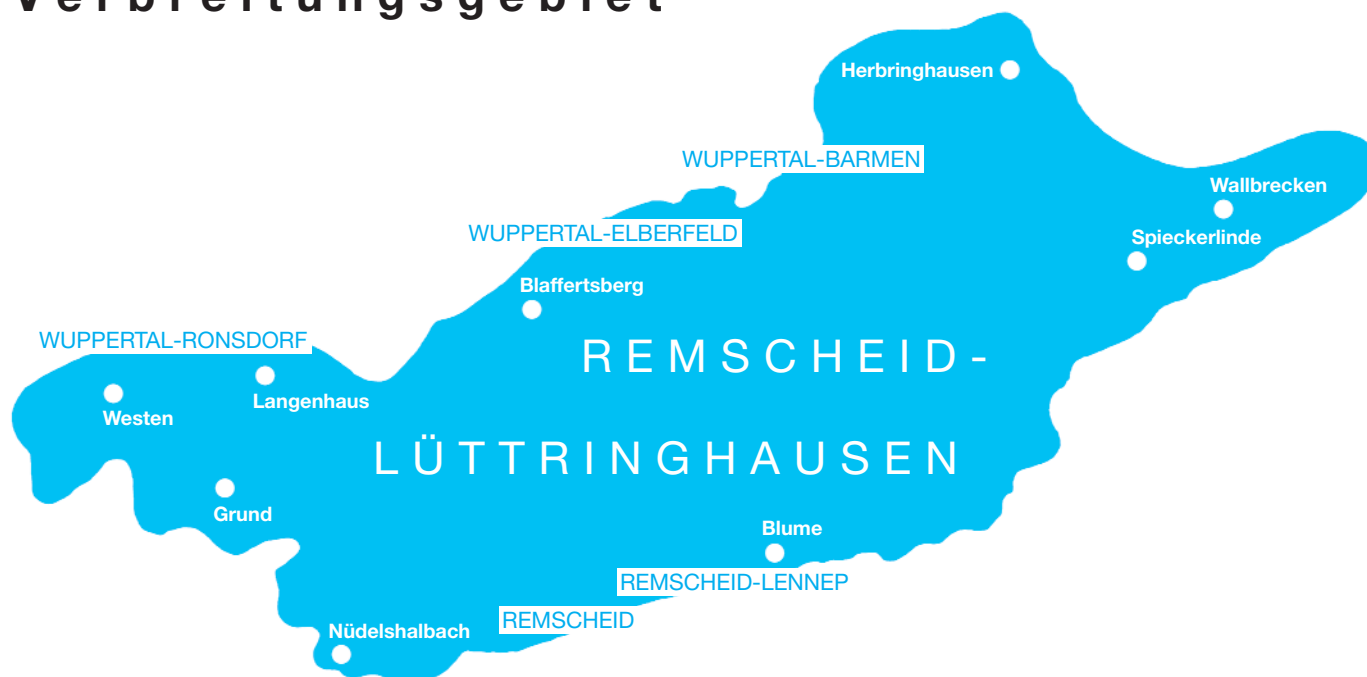 Verbreitungsgebiet
Herbringhausen
WUPPERTAL-BARMEN
Wallbrecken
WUPPERTAL-ELBERFELD
Spieckerlinde
Blaffertsberg
WUPPERTAL-RONSDORF
REMSCHEID-
Langenhaus
Westen
LÜTTRINGHAUSEN
Grund
Blume
REMSCHEID-LENNEP
REMSCHEID
Nüdelshalbach